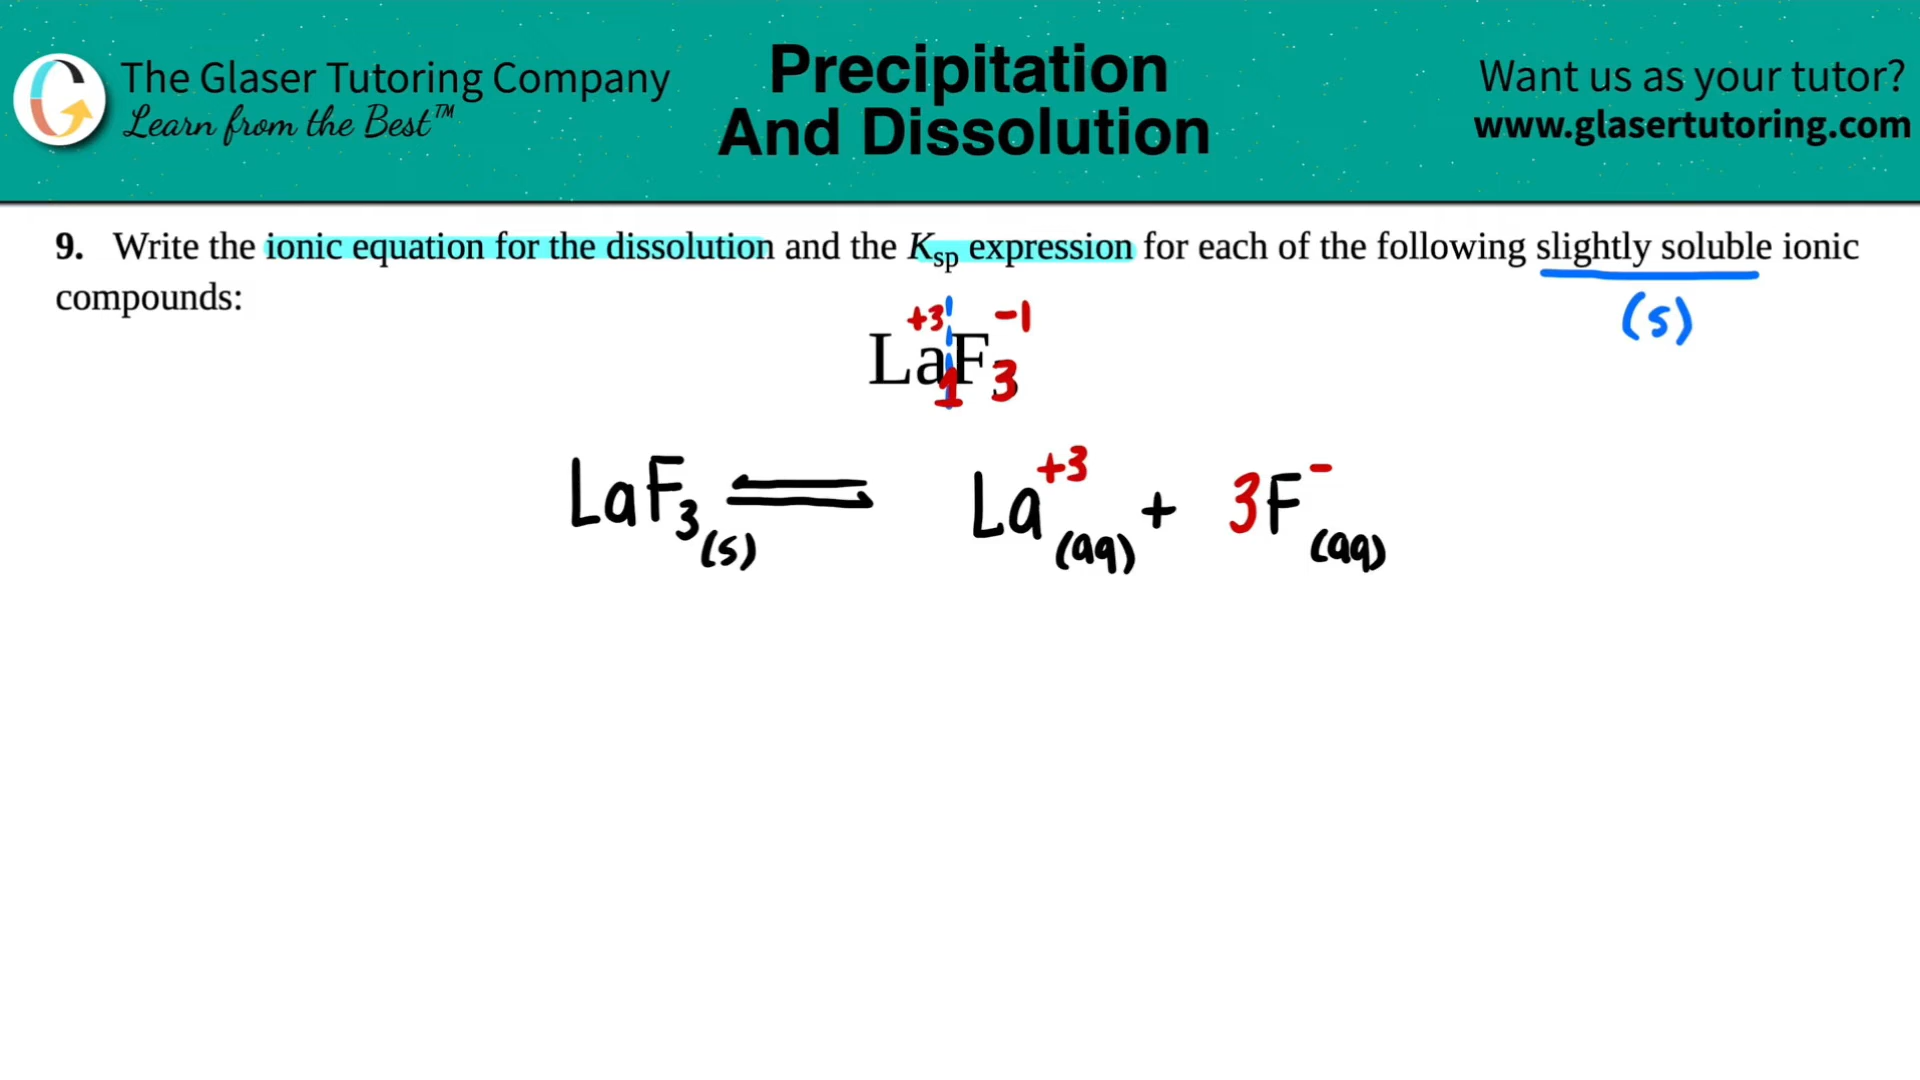 The Glaser Tutoring Company
Learn from the Best™
Precipitation
And Dissolution
Want us as your tutor?
www.glasertutoring.com
9. Write the ionic equation for the dissolution and the Ksp expression for each of the following slightly soluble ionic
compounds:
(s)
+3 -1
LaF3
1 3
LaF3(s) ⇌ La+3(aq) + 3F-(aq)